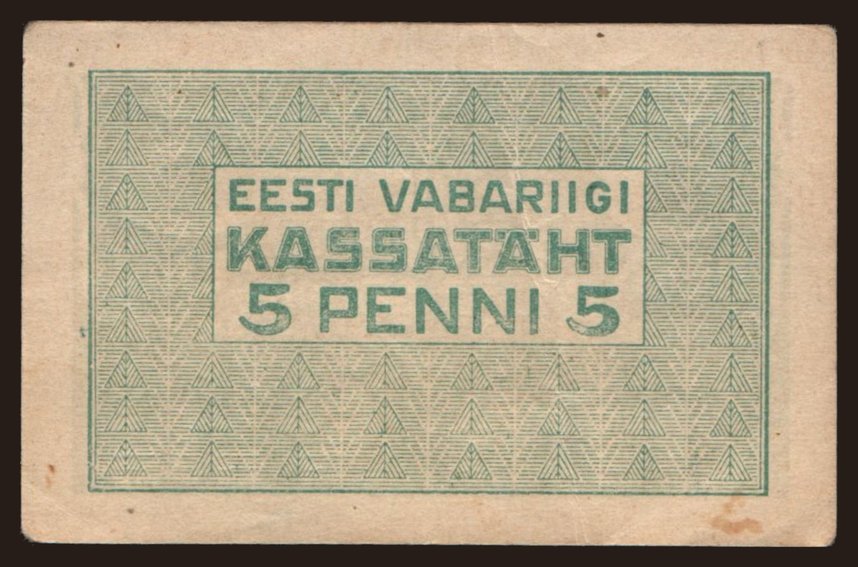 EESTI VABARIIGI
KASSATÄHT
5 PENNI 5